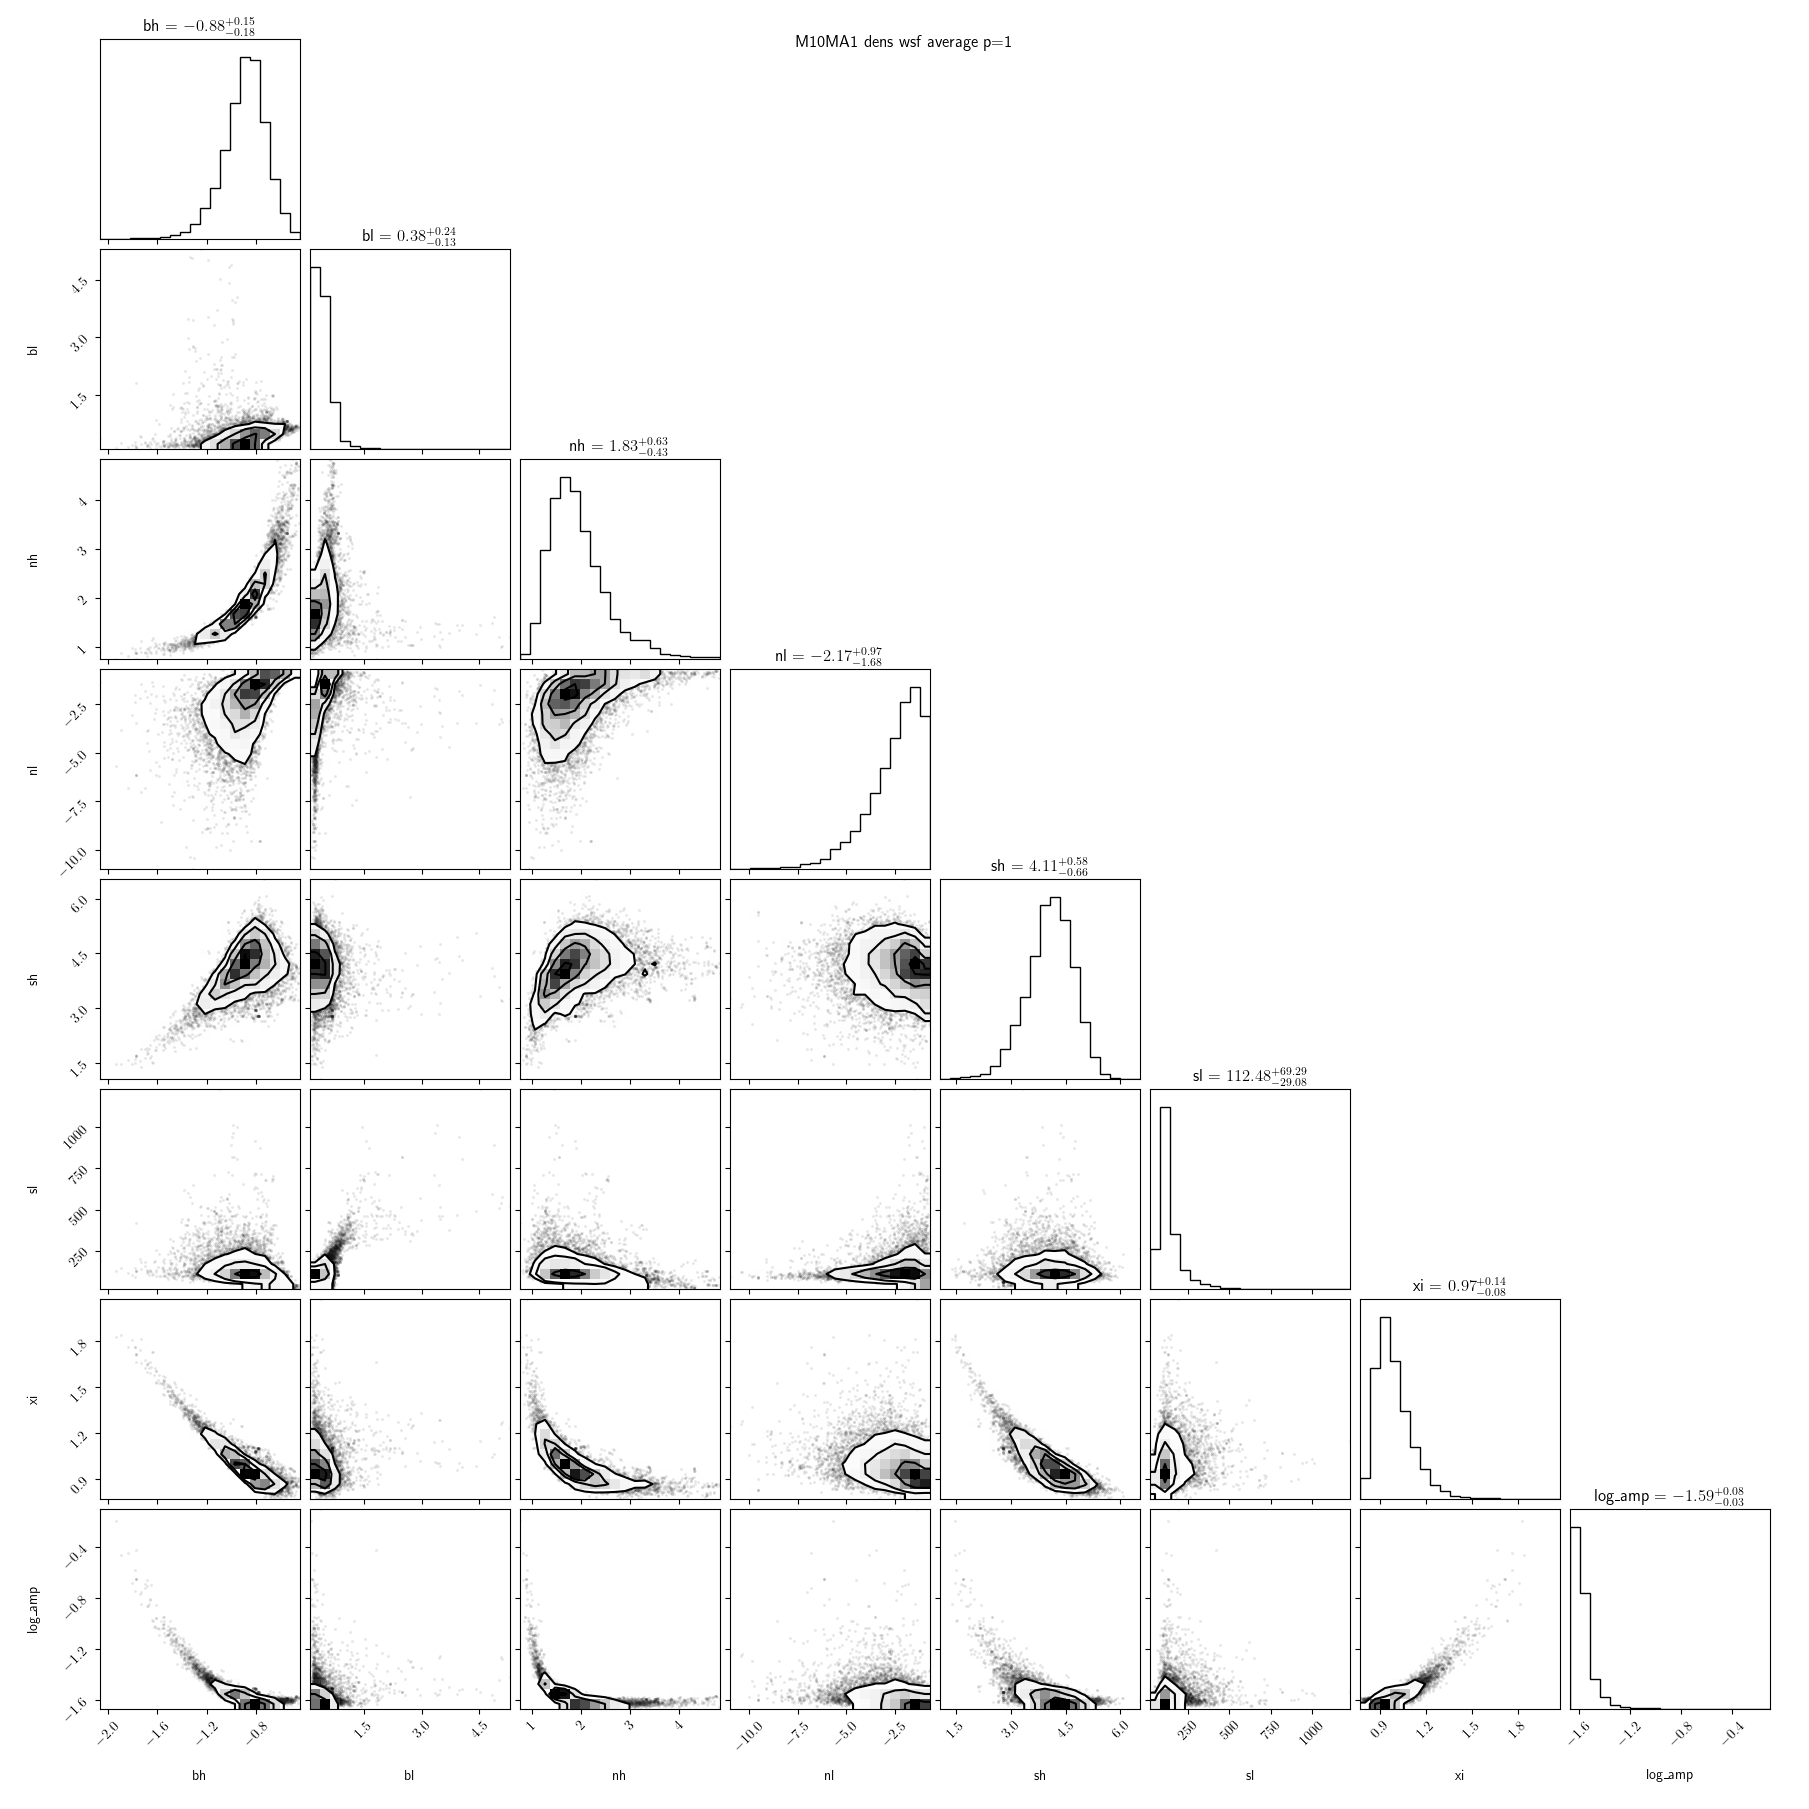 M10MA1 dens wsf average p=1
bh = −0.88+0.15−0.18
bl = 0.38+0.24−0.13
bl
4.5
3.0
1.5
nh = 1.83+0.63−0.43
nh
4
3
2
1
nl = −2.17+0.97−1.68
nl
−2.5
−5.0
−7.5
−10.0
sh = 4.11+0.58−0.66
sh
6.0
4.5
3.0
1.5
sl = 112.48+69.29−29.08
sl
1000
750
500
250
xi = 0.97+0.14−0.08
xi
1.8
1.5
1.2
0.9
log_amp = −1.59+0.08−0.03
log_amp
−0.4
−0.8
−1.2
−1.6
−2.0 −1.6 −1.2 −0.8 1.5 3.0 4.5 1 2 3 4 −10.0 −7.5 −5.0 −2.5 1.5 3.0 4.5 6.0 250 500 750 1000 0.9 1.2 1.5 1.8 −1.6 −1.2 −0.8 −0.4
bh bl nh nl sh sl xi log_amp